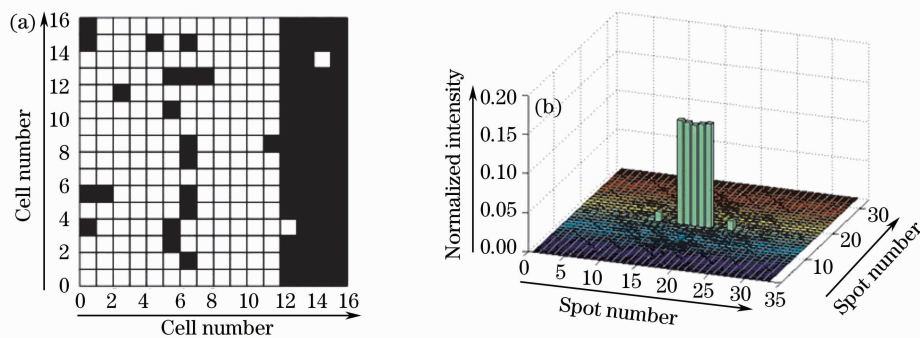 (a)
16
14
12
10
8
6
4
2
0
Cell number
0 2 4 6 8 10 12 14 16
Cell number
(b)
0.20
0.15
0.10
0.05
0.00
Normalized intensity
0 5 10 15 20 25 30 35
Spot number
10 20 30
Spot number